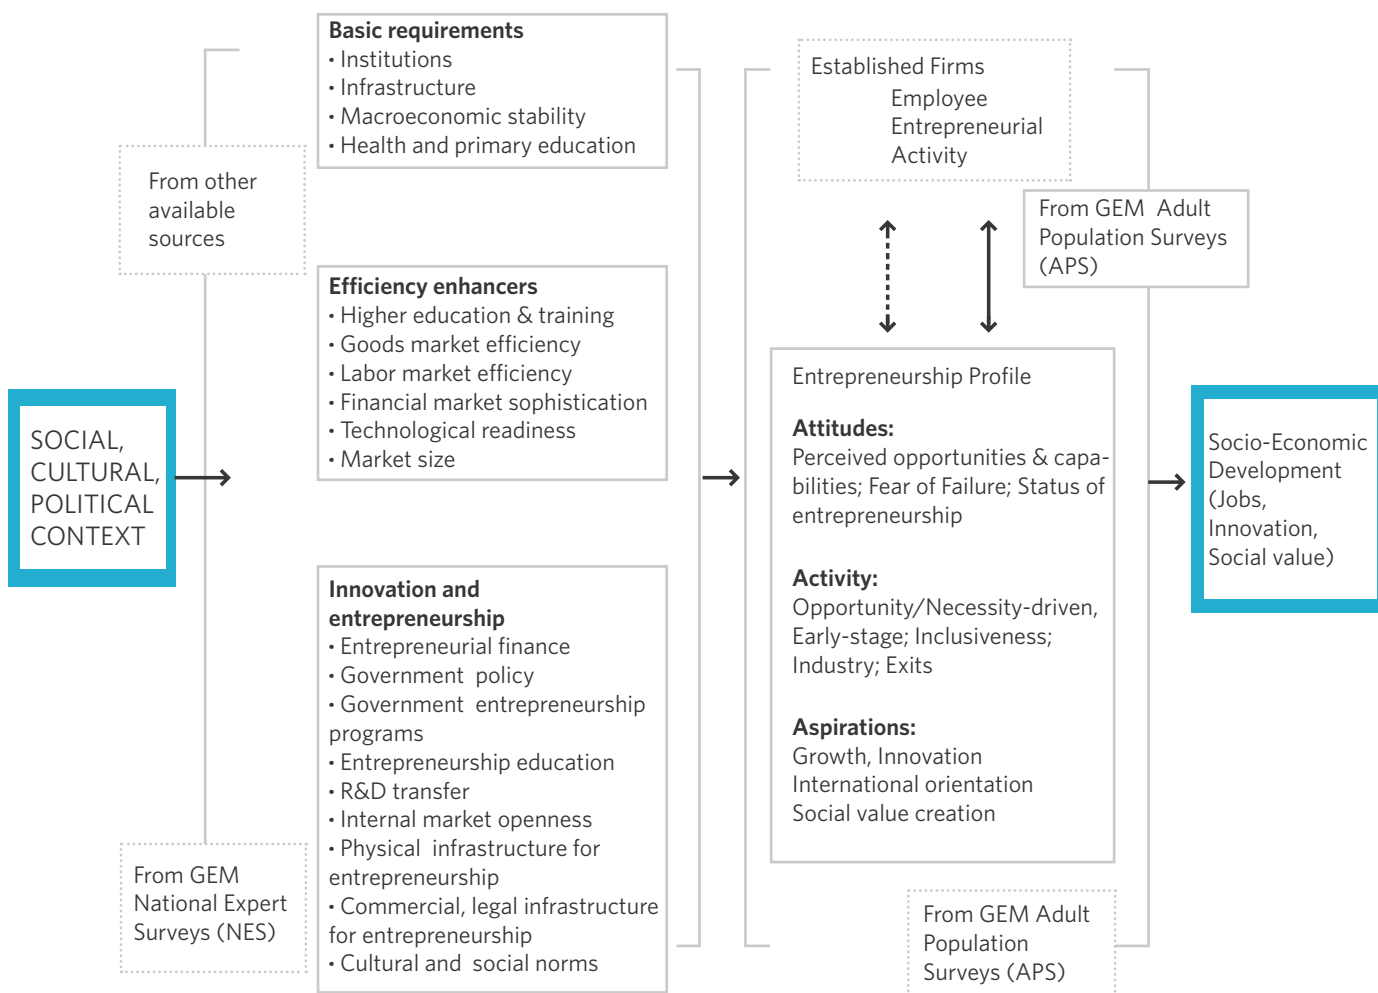 SOCIAL,
CULTURAL,
POLITICAL
CONTEXT
From other
available
sources
From GEM
National Expert
Surveys (NES)
Basic requirements
• Institutions
• Infrastructure
• Macroeconomic stability
• Health and primary education
Efficiency enhancers
• Higher education & training
• Goods market efficiency
• Labor market efficiency
• Financial market sophistication
• Technological readiness
• Market size
Innovation and
entrepreneurship
• Entrepreneurial finance
• Government policy
• Government entrepreneurship
programs
• Entrepreneurship education
• R&D transfer
• Internal market openness
• Physical infrastructure for
entrepreneurship
• Commercial, legal infrastructure
for entrepreneurship
• Cultural and social norms
Established Firms
Employee
Entrepreneurial
Activity
From GEM Adult
Population Surveys
(APS)
Entrepreneurship Profile
Attitudes:
Perceived opportunities & capa-
bilities; Fear of Failure; Status of
entrepreneurship
Activity:
Opportunity/Necessity-driven,
Early-stage; Inclusiveness;
Industry; Exits
Aspirations:
Growth, Innovation
International orientation
Social value creation
From GEM Adult
Population
Surveys (APS)
Socio-Economic
Development
(Jobs,
Innovation,
Social value)